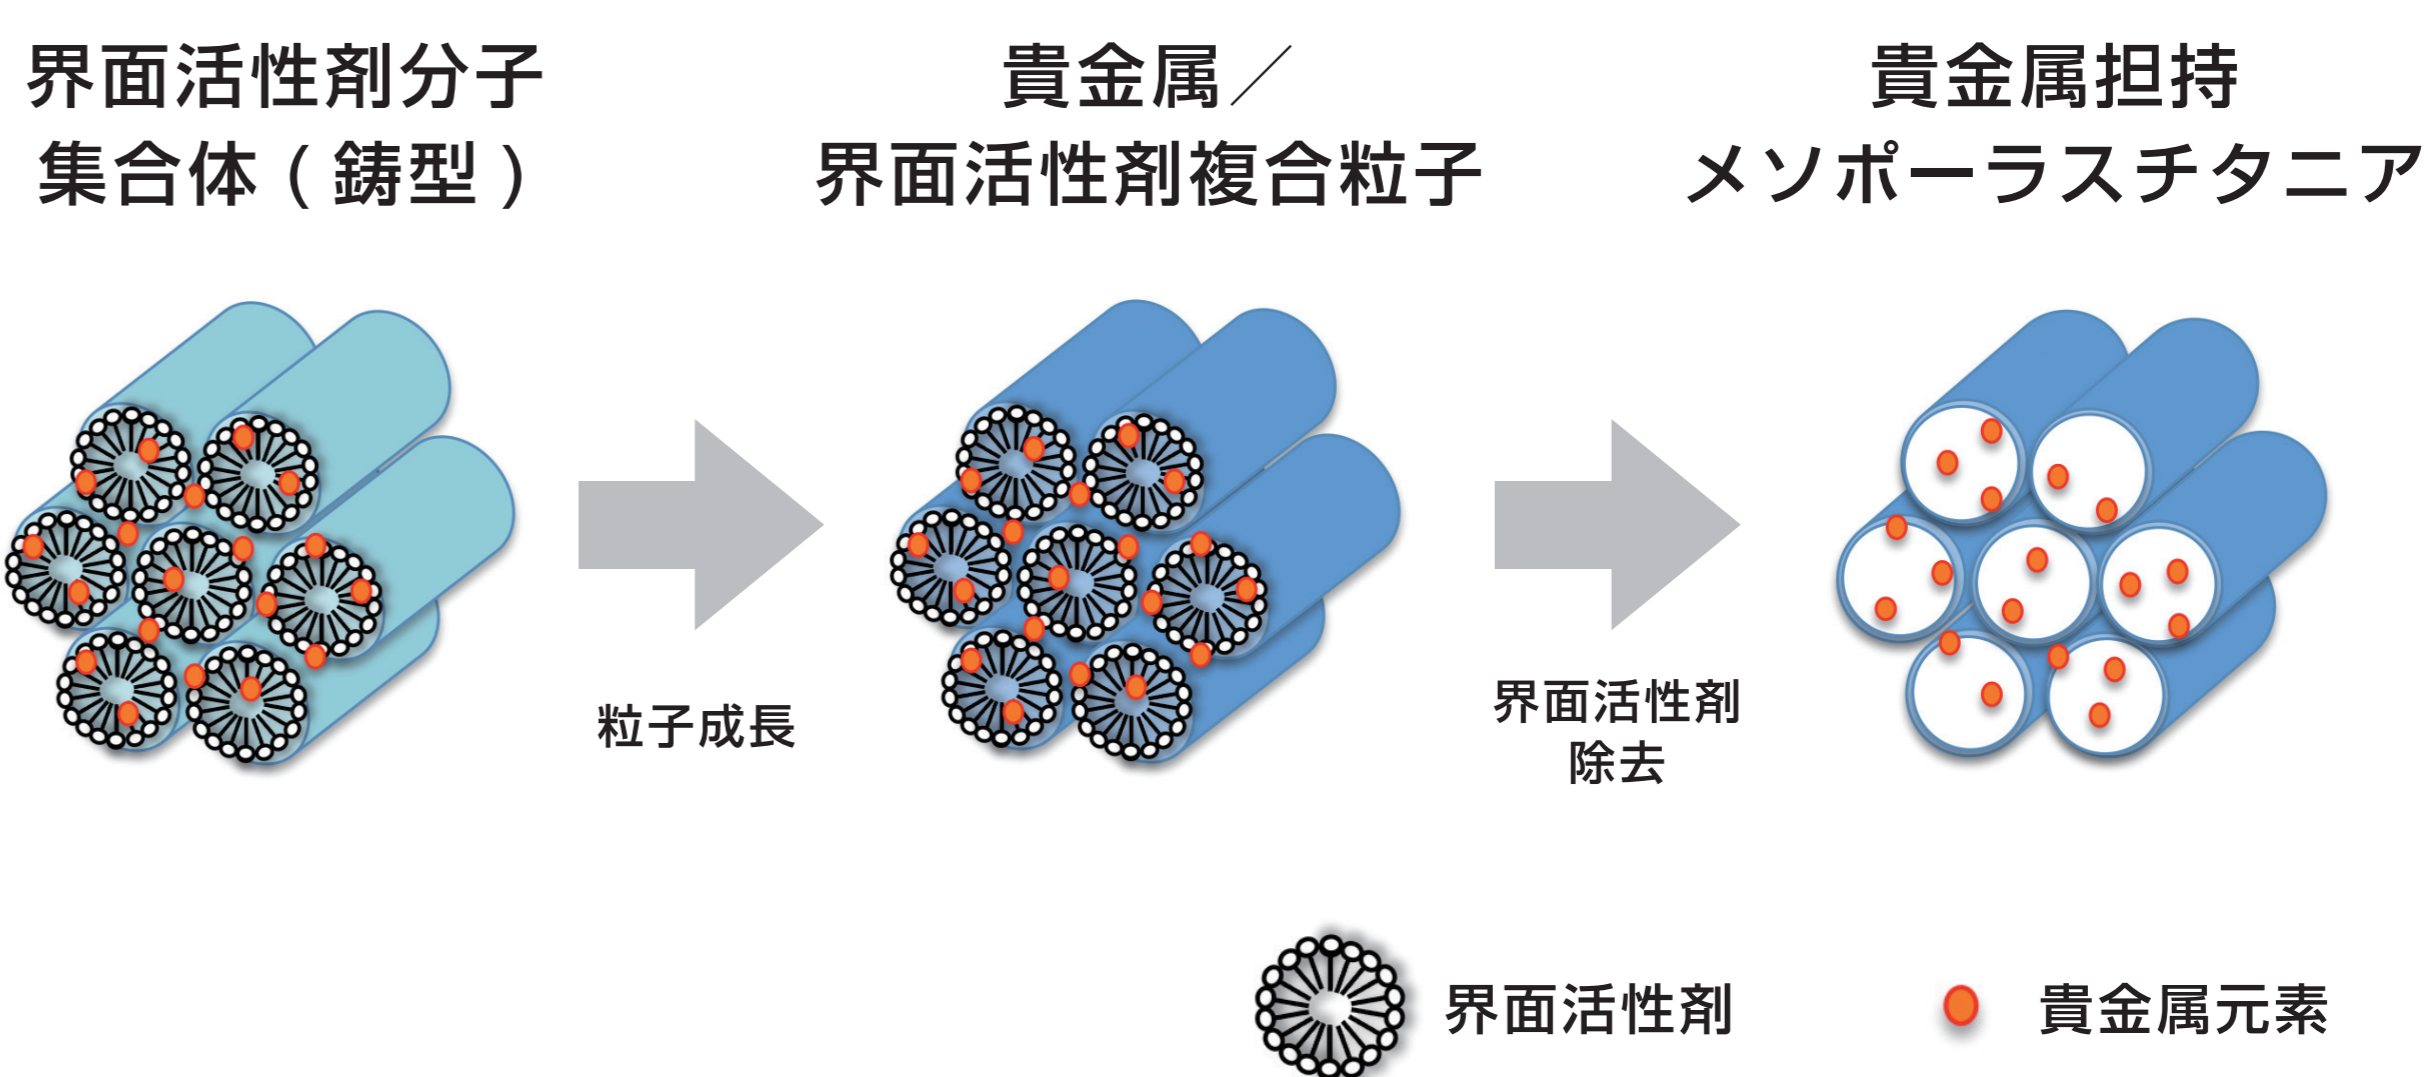 界面活性剤分子
集合体(鋳型)
貴金属／
界面活性剤複合粒子
貴金属担持
メソポーラスチタニア
粒子成長
界面活性剤
除去
界面活性剤
貴金属元素